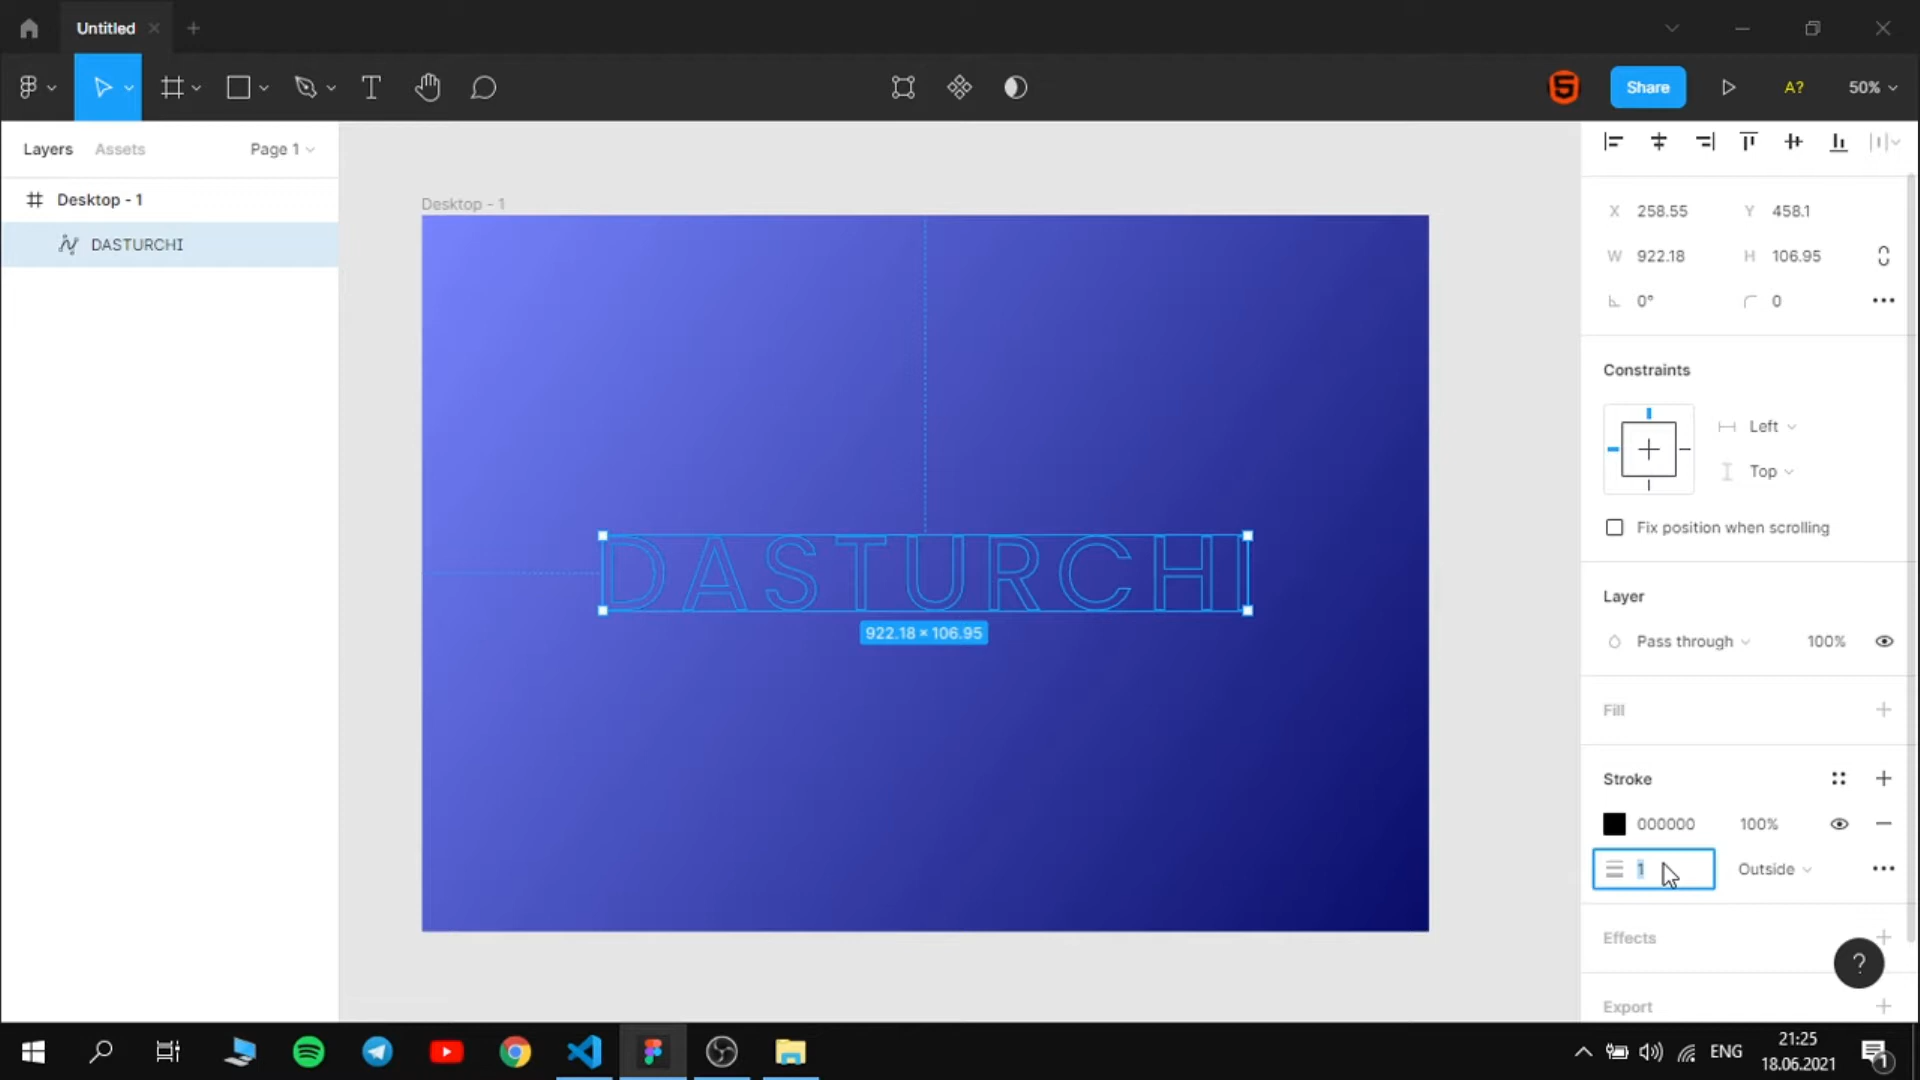 Untitled
Share
A?
50%
Layers
Assets
Page 1
Desktop - 1
DASTURCHI
Desktop - 1
DASTURCHI
922.18 × 106.95
X 258.55
Y 458.1
W 922.18
H 106.95
0°
0
Constraints
Left
Top
Fix position when scrolling
Layer
Pass through
100%
Fill
Stroke
000000
100%
1
Outside
Effects
?
Export
ENG
21:25
18.06.2021
1